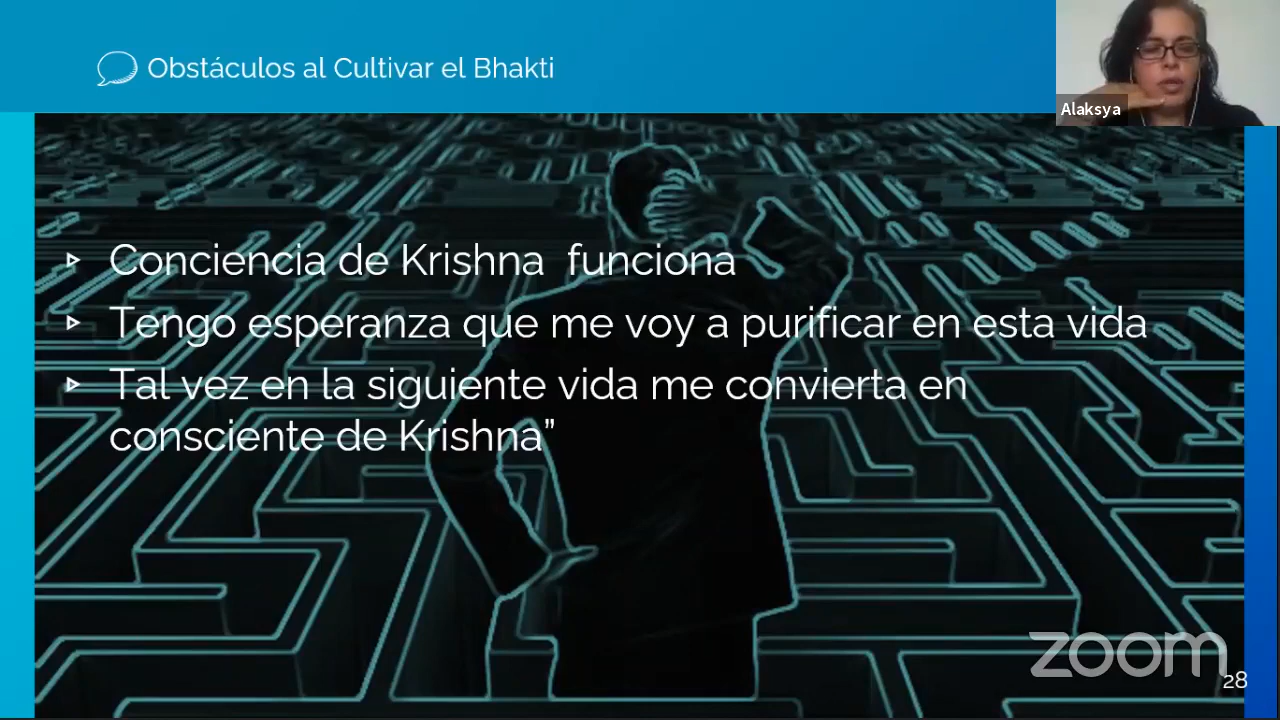 Obstáculos al Cultivar el Bhakti
Alaksya
Conciencia de Krishna  funciona
Tengo esperanza que me voy a purificar en esta vida
Tal vez en la siguiente vida me convierta en
consciente de Krishna”
zoom
28